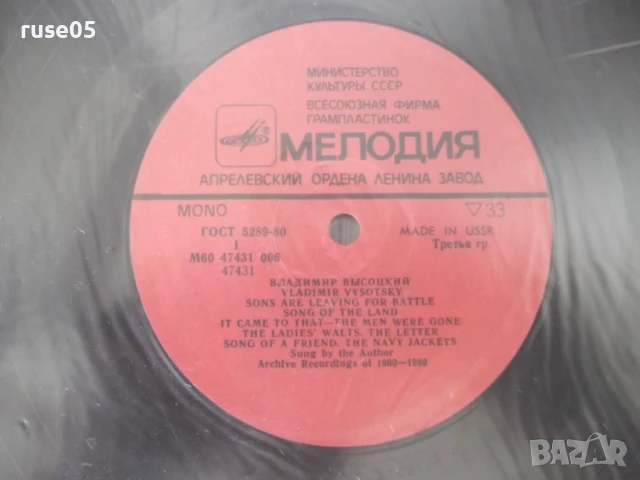 ruse05
МИНИСТЕРСТВО
КУЛЬТУРЫ СССР
ВСЕСОЮЗНАЯ ФИРМА
ГРАМПЛАСТИНОК
МЕЛОДИЯ
АПРЕЛЕВСКИЙ ОРДЕНА ЛЕНИНА ЗАВОД
MONO ▽33
ГОСТ 5289-80 MADE IN USSR
1 Третья гр.
М60 47431 006
47431
ВЛАДИМИР ВЫСОЦКИЙ
VLADIMIR VYSOTSKY
SONS ARE LEAVING FOR BATTLE
SONG OF THE LAND
IT CAME TO THAT—THE MEN WERE GONE
THE LADIES' WALTS. THE LETTER
SONG OF A FRIEND. THE NAVY JACKETS
Sung by the Author
Archive Recordings of 1960—1980
BAZAR